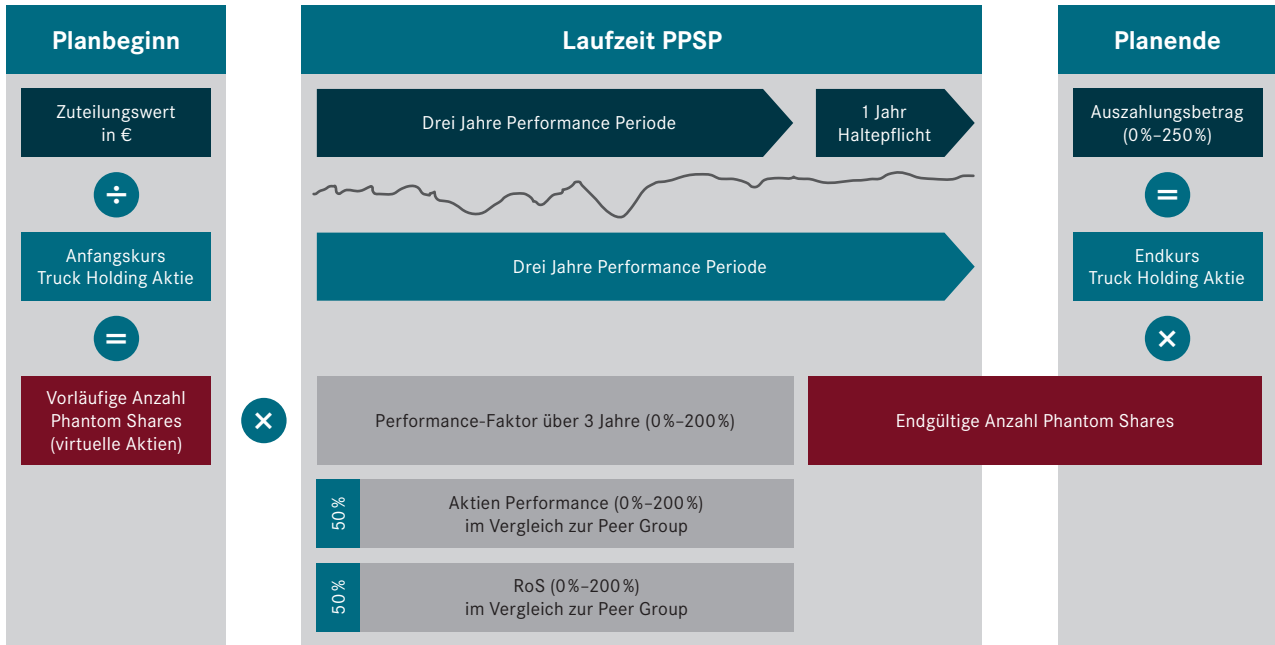 Planbeginn
Zuteilungswert
in €
÷
Anfangskurs
Truck Holding Aktie
=
Vorläufige Anzahl
Phantom Shares
(virtuelle Aktien)
×
Laufzeit PPSP
Drei Jahre Performance Periode
1 Jahr
Haltepflicht
Drei Jahre Performance Periode
Performance-Faktor über 3 Jahre (0%–200%)
50%
Aktien Performance (0%–200%)
im Vergleich zur Peer Group
50%
RoS (0%–200%)
im Vergleich zur Peer Group
Planende
Auszahlungsbetrag
(0%–250%)
=
Endkurs
Truck Holding Aktie
×
Endgültige Anzahl Phantom Shares